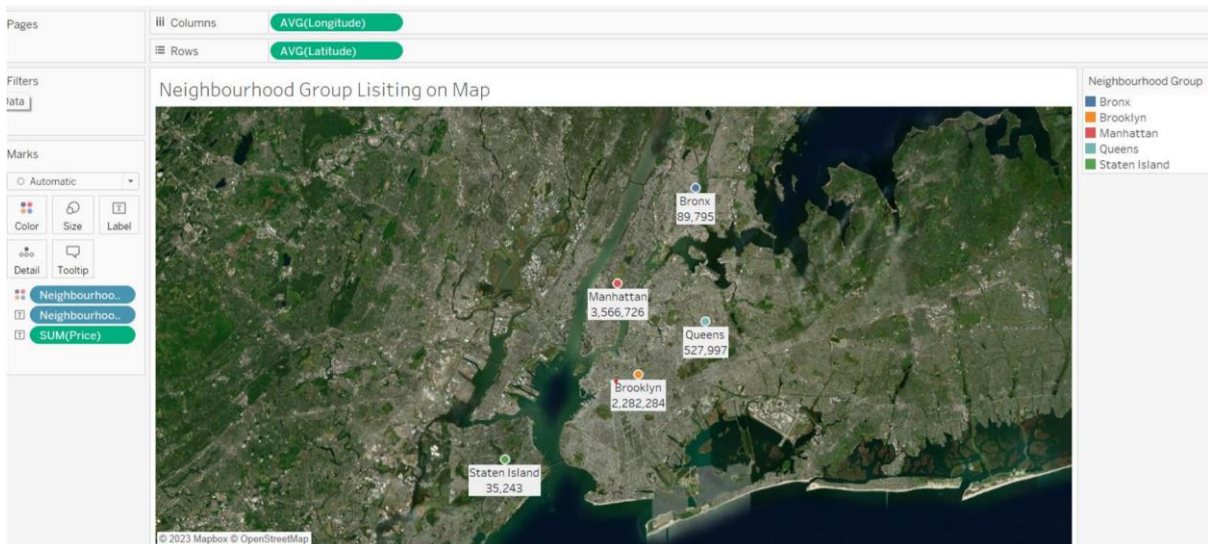 Pages
Columns
AVG(Longitude)
Rows
AVG(Latitude)
Filters
Data
Marks
Automatic
Color
Size
Label
Detail
Tooltip
Neighbourhoo..
Neighbourhoo..
SUM(Price)
Neighbourhood Group Lisiting on Map
Bronx
89,795
Manhattan
3,566,726
Queens
527,997
Brooklyn
2,282,284
Staten Island
35,243
© 2023 Mapbox © OpenStreetMap
Neighbourhood Group
Bronx
Brooklyn
Manhattan
Queens
Staten Island